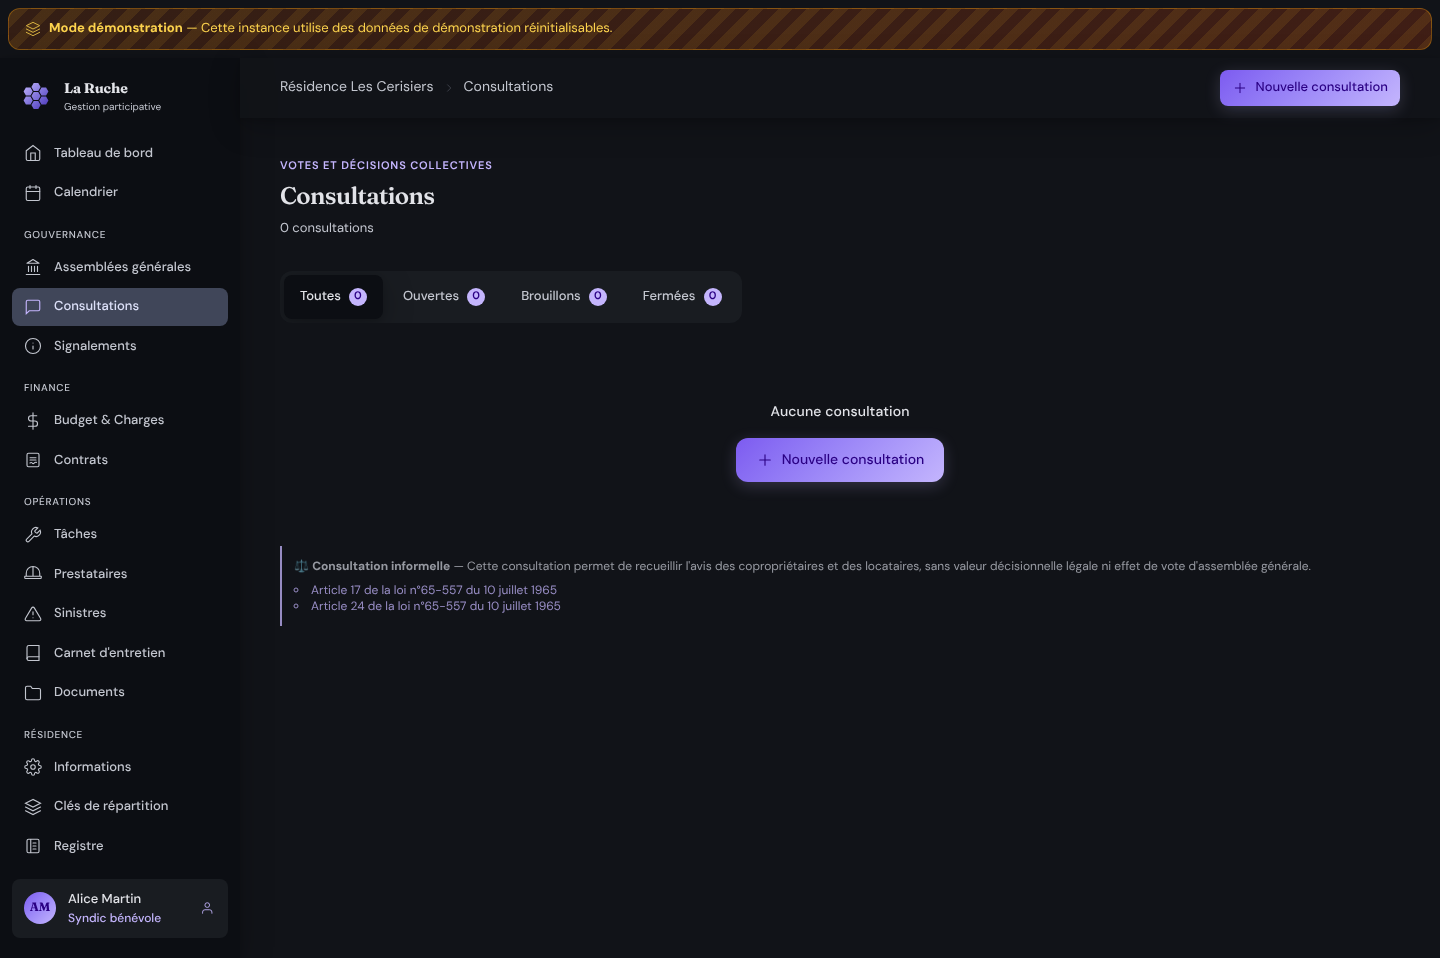 Mode démonstration — Cette instance utilise des données de démonstration réinitialisables.
La Ruche
Gestion participative
Tableau de bord
Calendrier
GOUVERNANCE
Assemblées générales
Consultations
Signalements
FINANCE
Budget & Charges
Contrats
OPÉRATIONS
Tâches
Prestataires
Sinistres
Carnet d'entretien
Documents
RÉSIDENCE
Informations
Clés de répartition
Registre
AM
Alice Martin
Syndic bénévole
Résidence Les Cerisiers > Consultations
+ Nouvelle consultation
VOTES ET DÉCISIONS COLLECTIVES
Consultations
0 consultations
Toutes 0 Ouvertes 0 Brouillons 0 Fermées 0
Aucune consultation
+ Nouvelle consultation
⚖️ Consultation informelle — Cette consultation permet de recueillir l'avis des copropriétaires et des locataires, sans valeur décisionnelle légale ni effet de vote d'assemblée générale.
Article 17 de la loi n°65-557 du 10 juillet 1965
Article 24 de la loi n°65-557 du 10 juillet 1965